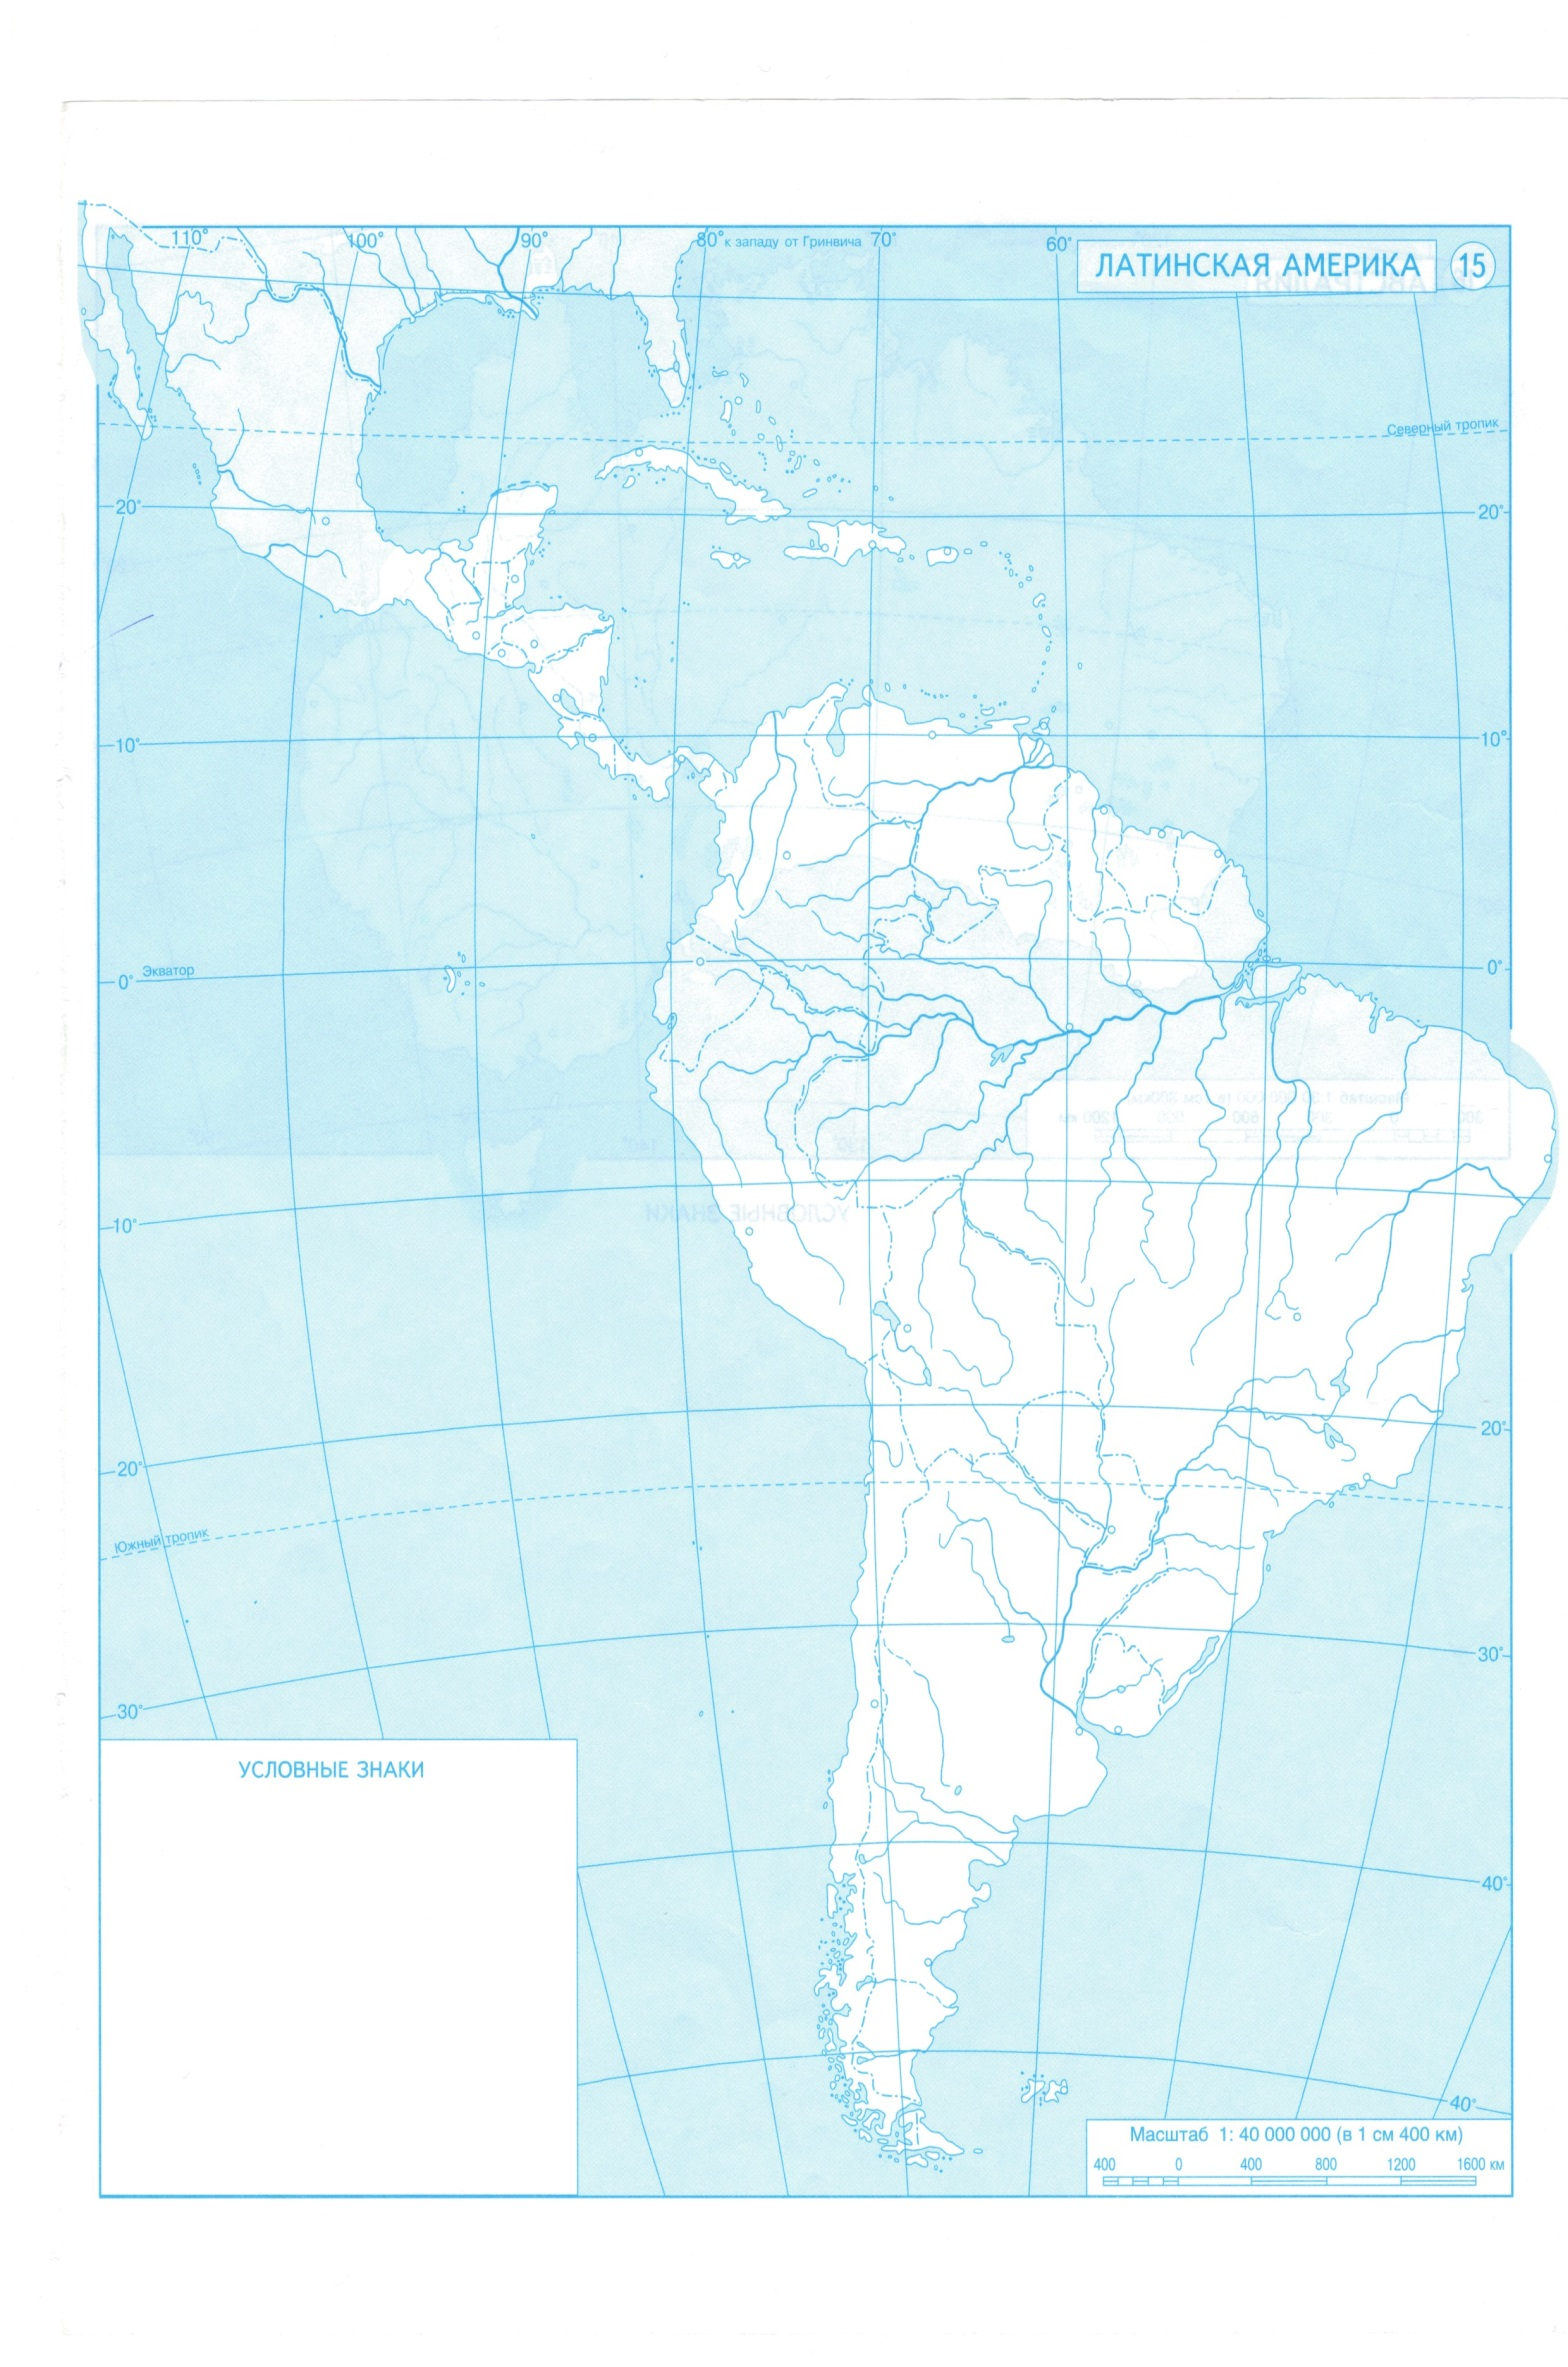 110° 100° 90° 80° к западу от Гринвича 70° 60°
ЛАТИНСКАЯ АМЕРИКА 15
Северный тропик
20° 20°
10° 10°
0° Экватор 0°
10°
20° 20°
Южный тропик
30° 30°
УСЛОВНЫЕ ЗНАКИ
40°
40°
Масштаб 1: 40 000 000 (в 1 см 400 км)
400 0 400 800 1200 1600 км